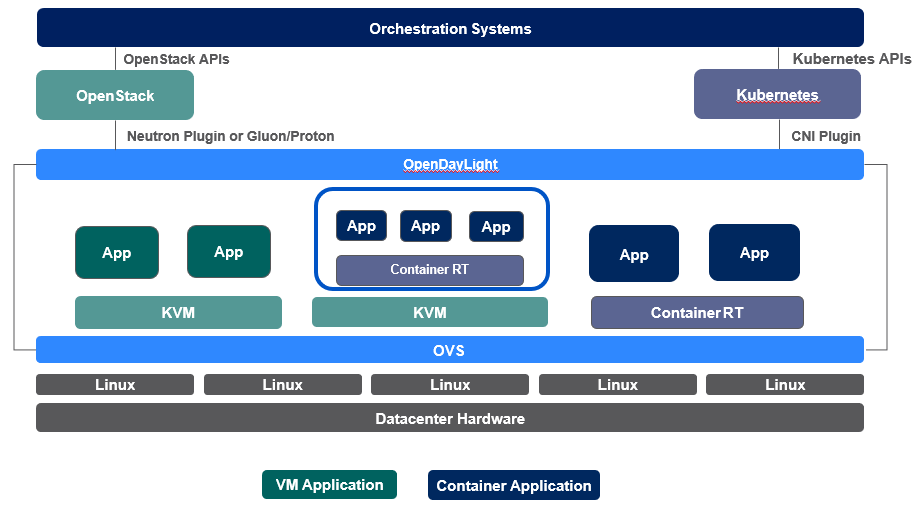 Orchestration Systems
OpenStack APIs
Kubernetes APIs
OpenStack
Kubernetes
Neutron Plugin or Gluon/Proton
CNI Plugin
OpenDayLight
App
App
App
App
App
App
App
Container RT
KVM
KVM
Container RT
OVS
Linux
Linux
Linux
Linux
Linux
Datacenter Hardware
VM Application
Container Application